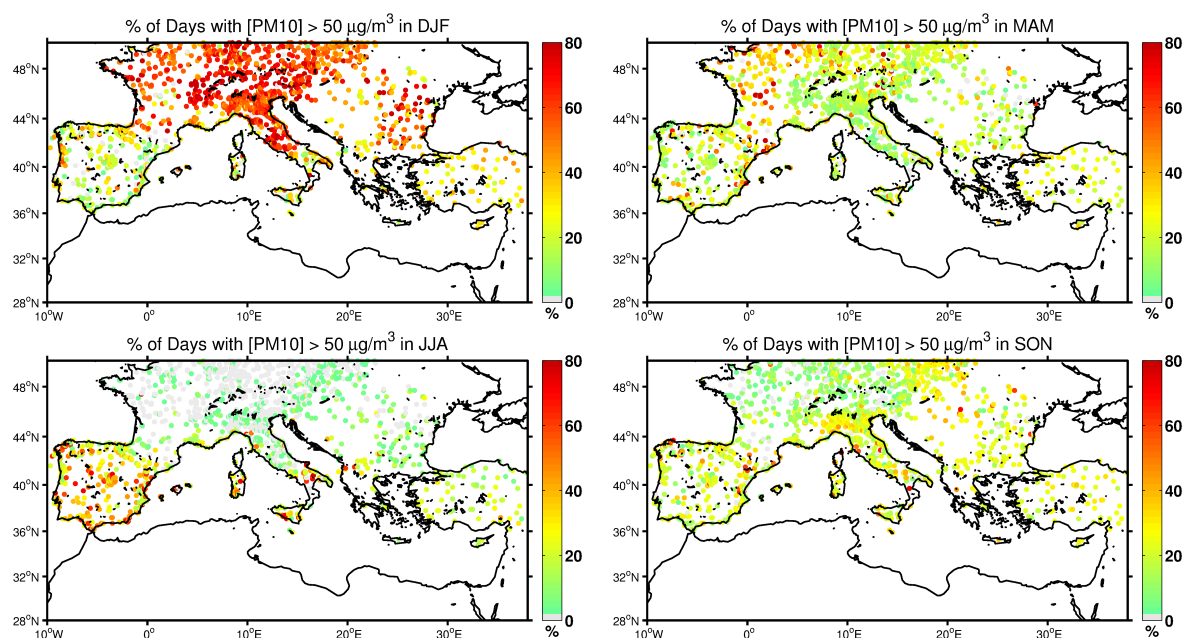 % of Days with [PM10] > 50 μg/m³ in DJF
% of Days with [PM10] > 50 μg/m³ in MAM
48°N
44°N
40°N
36°N
32°N
28°N
10°W 0° 10°E 20°E 30°E
80
60
40
20
0
%
48°N
44°N
40°N
36°N
32°N
28°N
10°W 0° 10°E 20°E 30°E
80
60
40
20
0
%
% of Days with [PM10] > 50 μg/m³ in JJA
% of Days with [PM10] > 50 μg/m³ in SON
48°N
44°N
40°N
36°N
32°N
28°N
10°W 0° 10°E 20°E 30°E
80
60
40
20
0
%
48°N
44°N
40°N
36°N
32°N
28°N
10°W 0° 10°E 20°E 30°E
80
60
40
20
0
%